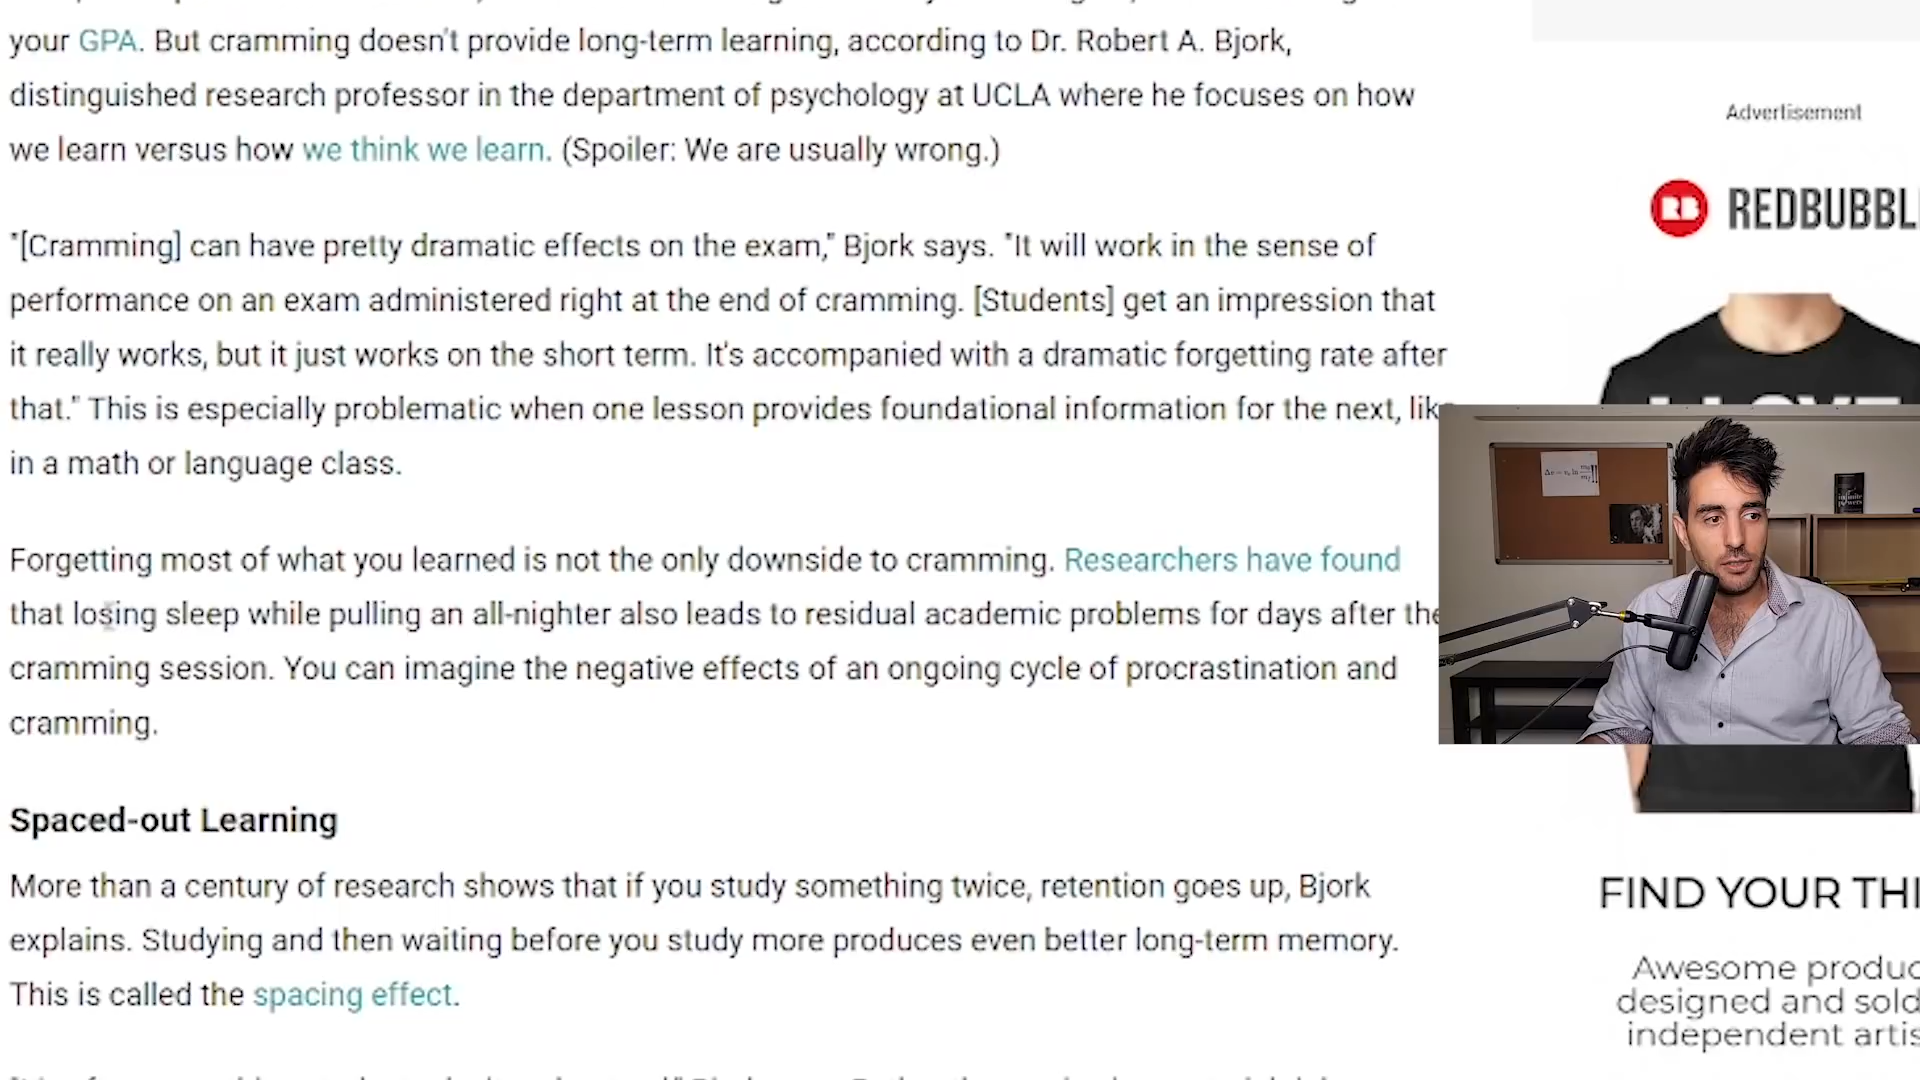 your GPA. But cramming doesn't provide long-term learning, according to Dr. Robert A. Bjork,
distinguished research professor in the department of psychology at UCLA where he focuses on how
we learn versus how we think we learn. (Spoiler: We are usually wrong.)
"[Cramming] can have pretty dramatic effects on the exam," Bjork says. "It will work in the sense of
performance on an exam administered right at the end of cramming. [Students] get an impression that
it really works, but it just works on the short term. It's accompanied with a dramatic forgetting rate after
that." This is especially problematic when one lesson provides foundational information for the next,
in a math or language class.
Forgetting most of what you learned is not the only downside to cramming. Researchers have found
that losing sleep while pulling an all-nighter also leads to residual academic problems for days after the
cramming session. You can imagine the negative effects of an ongoing cycle of procrastination and
cramming.
Spaced-out Learning
More than a century of research shows that if you study something twice, retention goes up, Bjork
explains. Studying and then waiting before you study more produces even better long-term memory.
This is called the spacing effect.
Advertisement
RB REDBUBBL
infinite powers
FIND YOUR THI
Awesome produc
designed and sold
independent artis